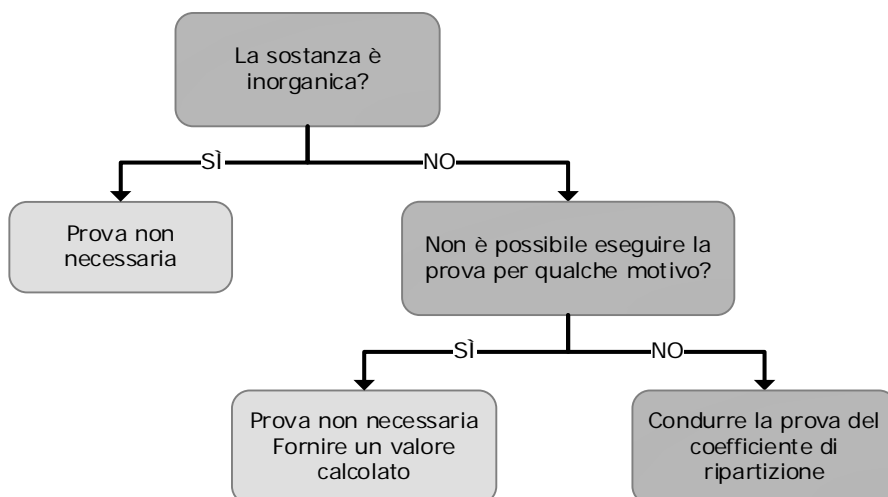 La sostanza è
inorganica?
SÌ
NO
Prova non
necessaria
Non è possibile eseguire la
prova per qualche motivo?
SÌ
NO
Prova non necessaria
Fornire un valore
calcolato
Condurre la prova del
coefficiente di
ripartizione